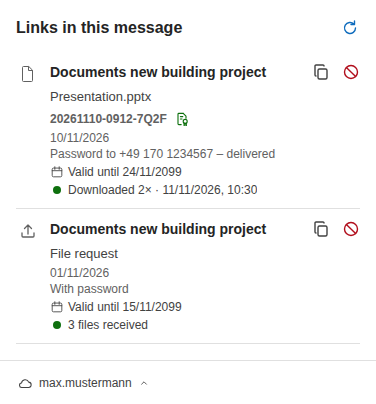 Links in this message
Documents new building project
Presentation.pptx
20261110-0912-7Q2F
10/11/2026
Password to +49 170 1234567 – delivered
Valid until 24/11/2099
Downloaded 2× · 11/11/2026, 10:30
Documents new building project
File request
01/11/2026
With password
Valid until 15/11/2099
3 files received
max.mustermann